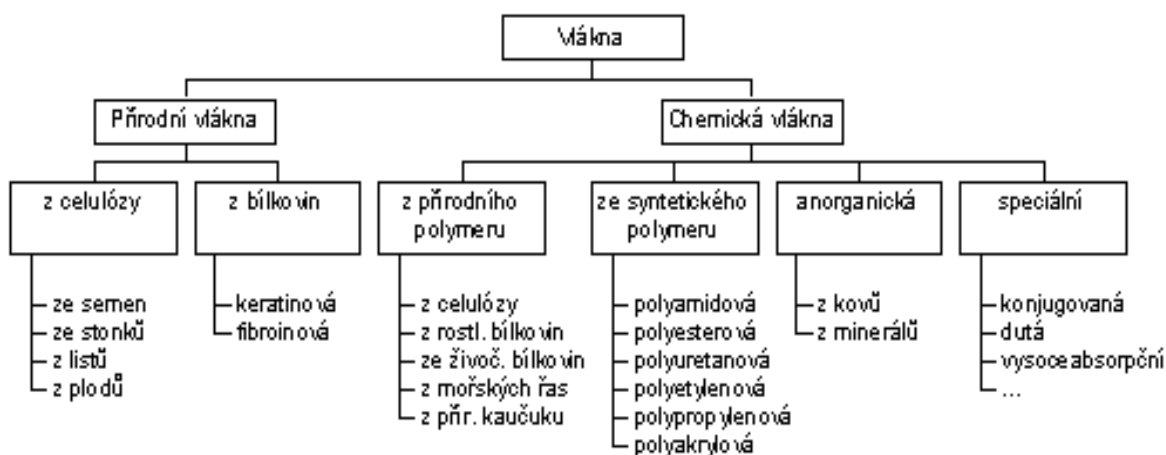 Vlákna
Přírodní vlákna
Chemická vlákna
z celulózy
z bílkovin
z přírodního
polymeru
ze syntetického
polymeru
anorganická
speciální
ze semen
ze stonků
z listů
z plodů
keratinová
fibroinová
z celulózy
z rostl. bílkovin
ze živoč. bílkovin
z mořských řas
z přír. kaučuku
polyamidová
polyesterová
polyuretanová
polyetylenová
polypropylenová
polyakrylová
z kovů
z minerálů
konjugovaná
dutá
vysoceabsorpční
...